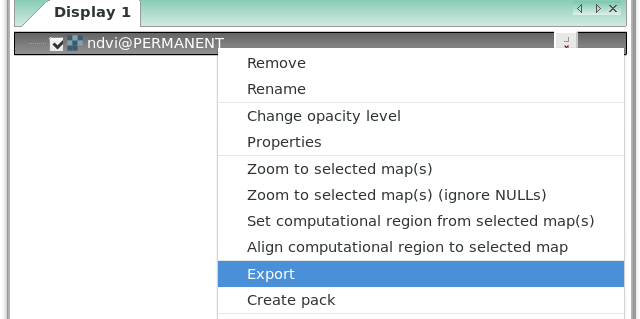 Display 1
ndvi@PERMANENT
Remove
Rename
Change opacity level
Properties
Zoom to selected map(s)
Zoom to selected map(s) (ignore NULLs)
Set computational region from selected map(s)
Align computational region to selected map
Export
Create pack